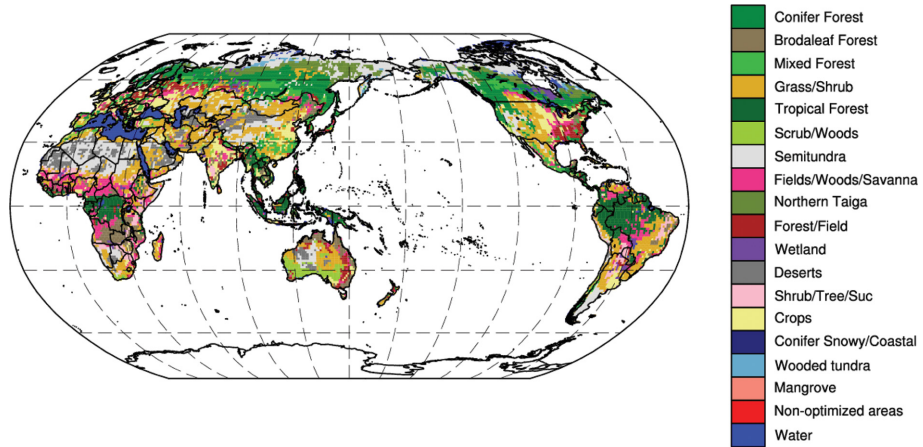 Conifer Forest
Brodaleaf Forest
Mixed Forest
Grass/Shrub
Tropical Forest
Scrub/Woods
Semitundra
Fields/Woods/Savanna
Northern Taiga
Forest/Field
Wetland
Deserts
Shrub/Tree/Suc
Crops
Conifer Snowy/Coastal
Wooded tundra
Mangrove
Non-optimized areas
Water